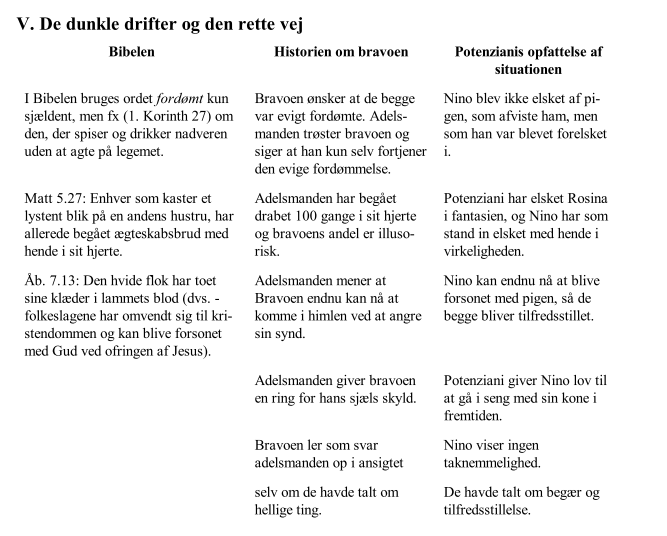 V. De dunkle drifter og den rette vej
Bibelen
Historien om bravoen
Potenzianis opfattelse af
situationen
I Bibelen bruges ordet fordømt kun
sjældent, men fx (1. Korinth 27) om
den, der spiser og drikker nadveren
uden at agte på legemet.
Bravoen ønsker at de begge
var evigt fordømte. Adels-
manden trøster bravoen og
siger at han kun selv fortjener
den evige fordømmelse.
Nino blev ikke elsket af pi-
gen, som afviste ham, men
som han var blevet forelsket
i.
Matt 5.27: Enhver som kaster et
lystent blik på en andens hustru, har
allerede begået ægteskabsbrud med
hende i sit hjerte.
Adelsmanden har begået
drabet 100 gange i sit hjerte
og bravoens andel er illuso-
risk.
Potenziani har elsket Rosina
i fantasien, og Nino har som
stand in elsket med hende i
virkeligheden.
Åb. 7.13: Den hvide flok har toet
sine klæder i lammets blod (dvs. -
folkeslagene har omvendt sig til kri-
stendommen og kan blive forsonet
med Gud ved ofringen af Jesus).
Adelsmanden mener at
Bravoen endnu kan nå at
komme i himlen ved at angre
sin synd.
Nino kan endnu nå at blive
forsonet med pigen, så de
begge bliver tilfredsstillet.
Adelsmanden giver bravoen
en ring for hans sjæls skyld.
Potenziani giver Nino lov til
at gå i seng med sin kone i
fremtiden.
Bravoen ler som svar
adelsmanden op i ansigtet
Nino viser ingen
taknemmelighed.
selv om de havde talt om
hellige ting.
De havde talt om begær og
tilfredsstillelse.